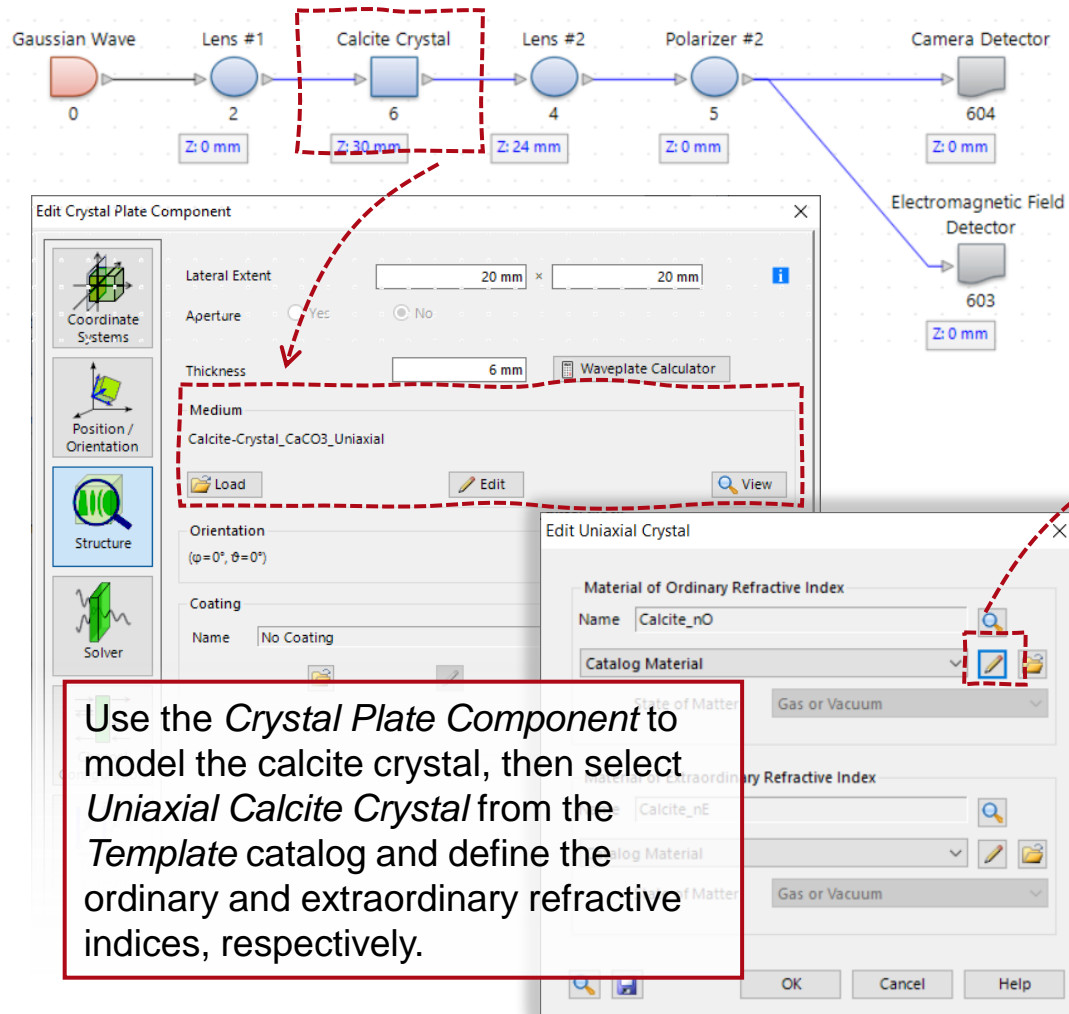 Gaussian Wave
Lens #1
Calcite Crystal
Lens #2
Polarizer #2
Camera Detector
0
2
6
4
5
604
Z: 0 mm
Z: 30 mm
Z: 24 mm
Z: 0 mm
Z: 0 mm
Electromagnetic Field
Detector
603
Z: 0 mm
Edit Crystal Plate Component
Coordinate
Systems
Position /
Orientation
Structure
Solver
Lateral Extent
20 mm × 20 mm
Aperture Yes No
Thickness
6 mm
Waveplate Calculator
Medium
Calcite-Crystal_CaCO3_Uniaxial
Load
Edit
View
Orientation
(φ=0°, ϑ=0°)
Coating
Name No Coating
Edit Uniaxial Crystal
Material of Ordinary Refractive Index
Name Calcite_nO
Catalog Material
State of Matter Gas or Vacuum
Material of Extraordinary Refractive Index
Name Calcite_nE
Catalog Material
State of Matter Gas or Vacuum
OK
Cancel
Help
Use the Crystal Plate Component to
model the calcite crystal, then select
Uniaxial Calcite Crystal from the
Template catalog and define the
ordinary and extraordinary refractive
indices, respectively.